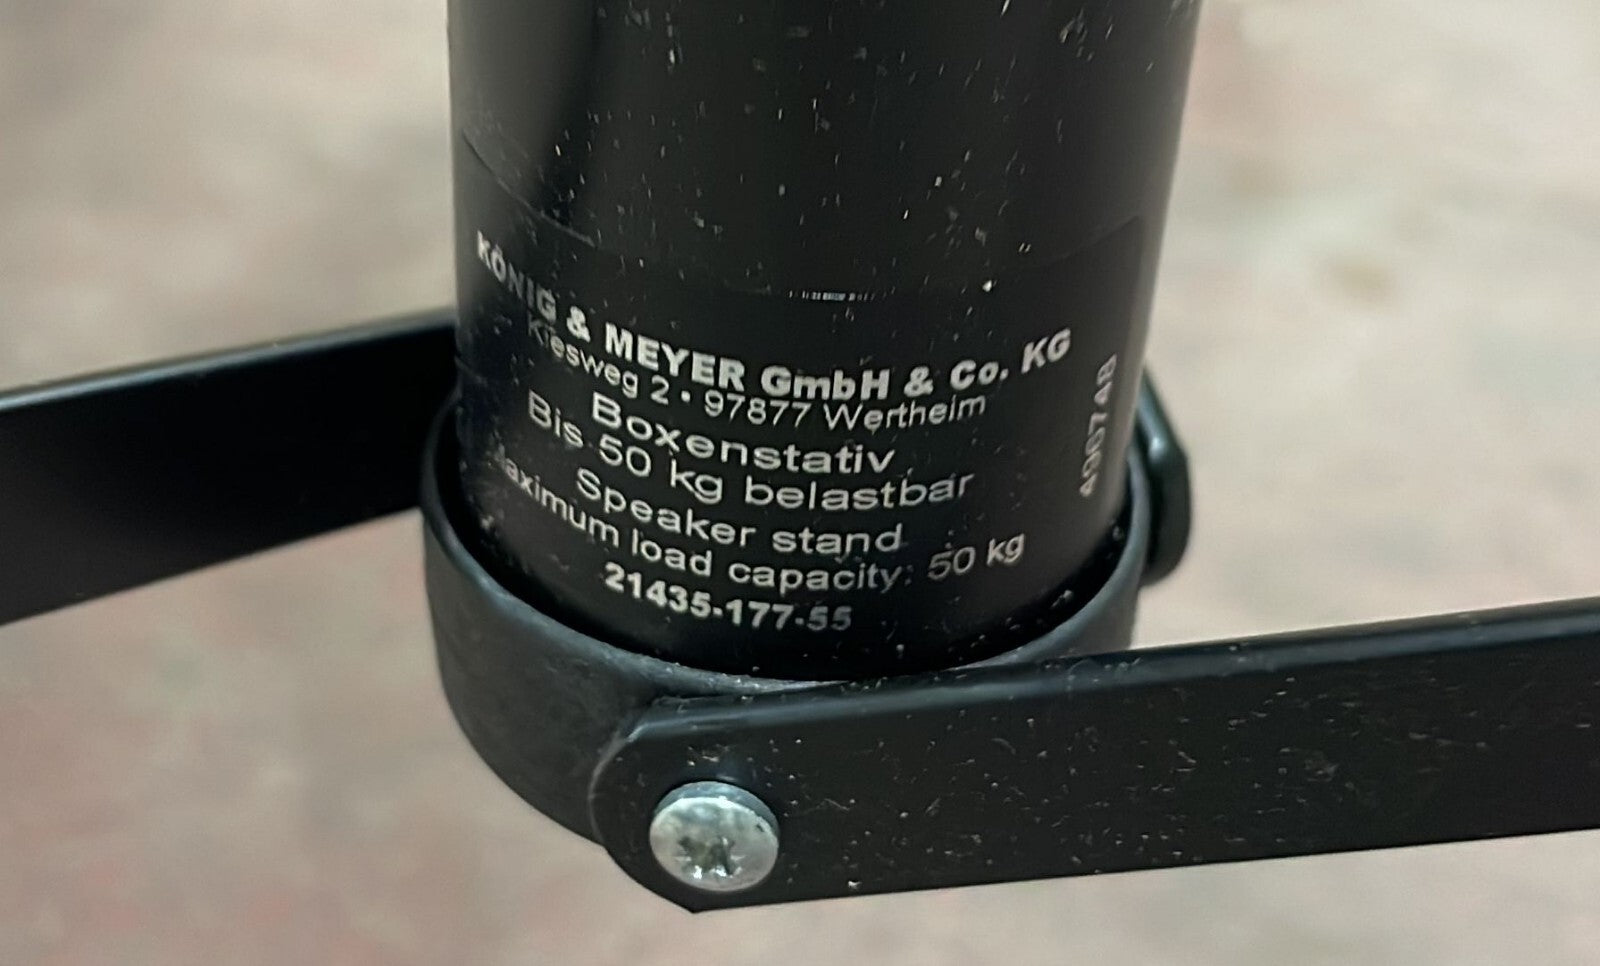 KÖNIG & MEYER GmbH & Co. KG
Kiesweg 2 • 97877 Wertheim
Boxenstativ
Bis 50 kg belastbar
Speaker stand
Maximum load capacity: 50 kg
21435-177-55
496748